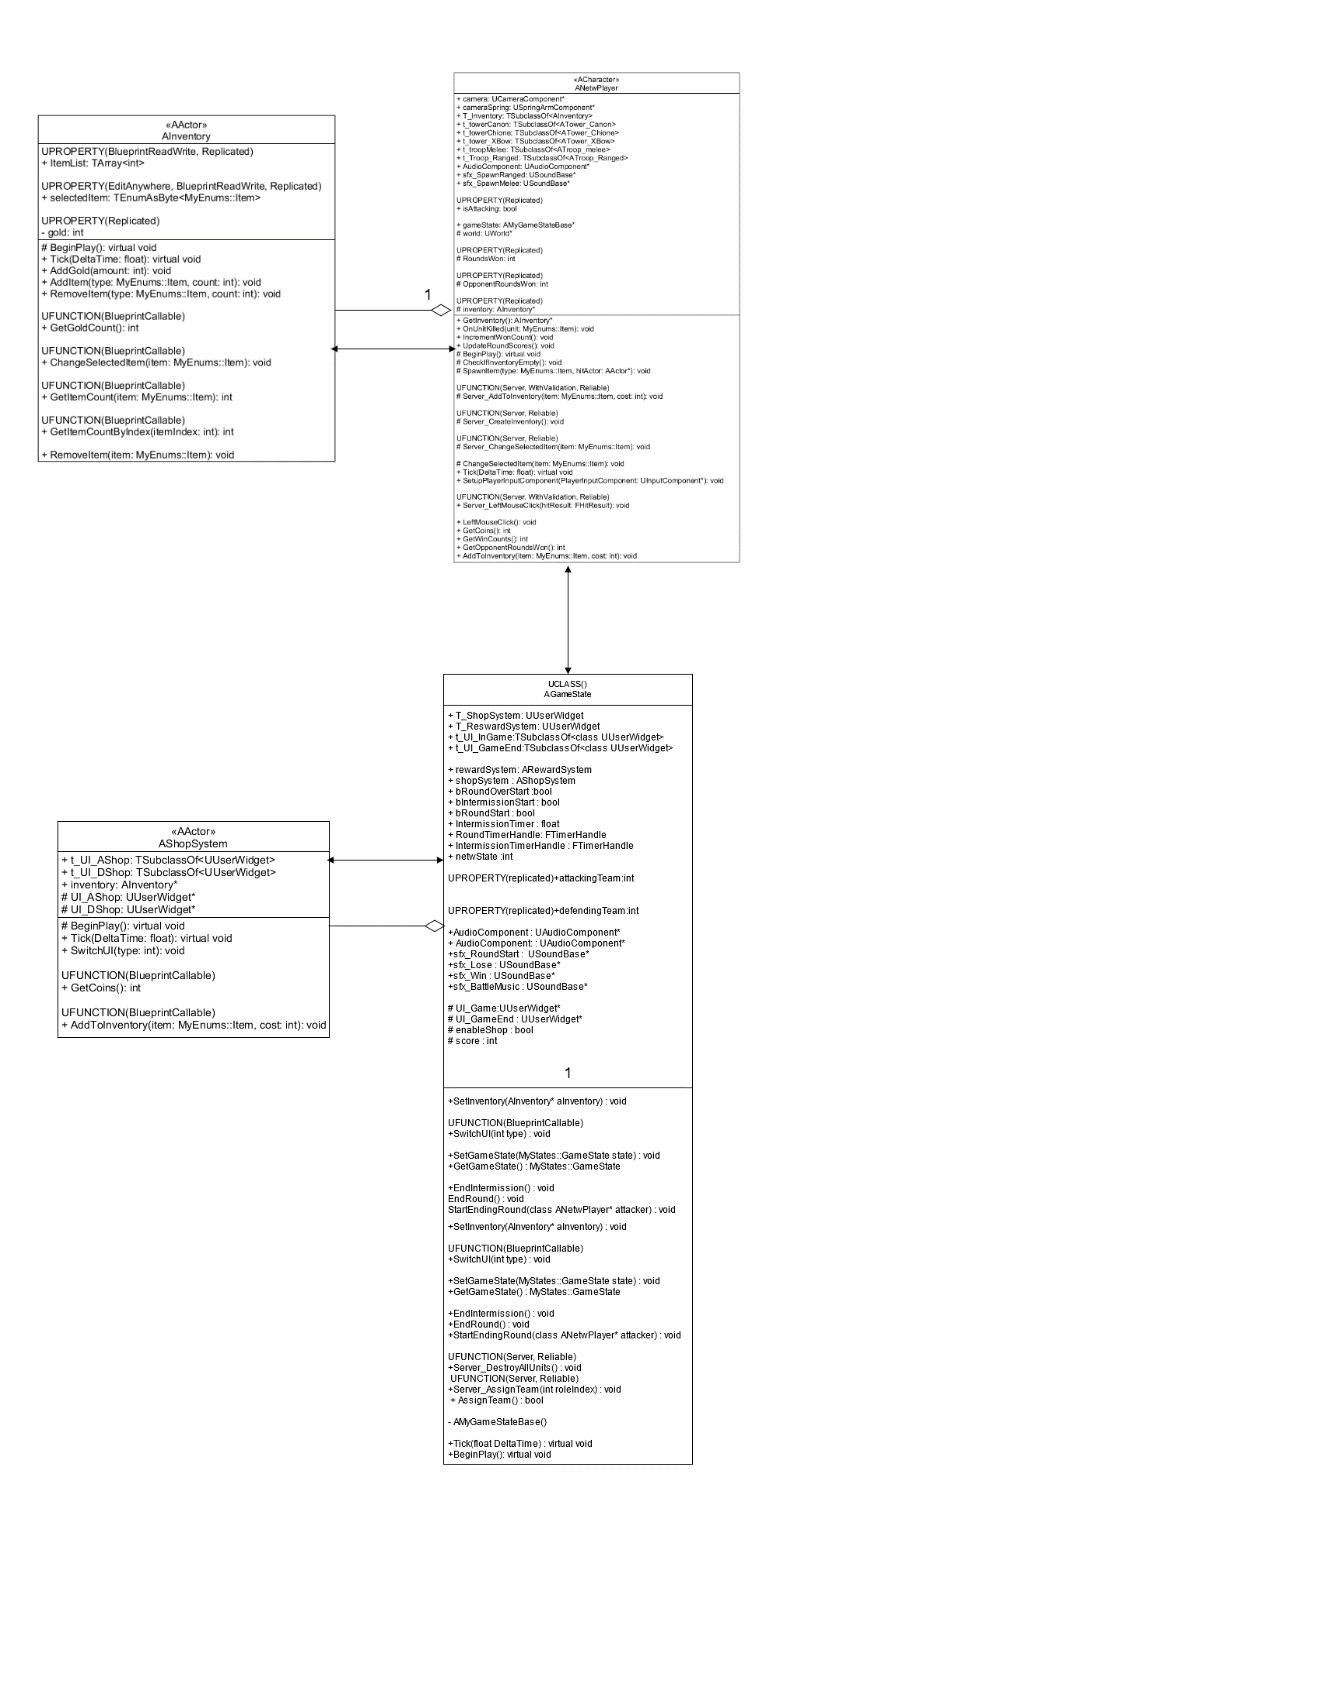 «AActor»
AInventory
UPROPERTY(BlueprintReadWrite, Replicated)
+ ItemList: TArray<int>
UPROPERTY(EditAnywhere, BlueprintReadWrite, Replicated)
+ selectedItem: TEnumAsByte<MyEnums::Item>
UPROPERTY(Replicated)
- gold: int
# BeginPlay(): virtual void
+ Tick(DeltaTime: float): virtual void
+ AddGold(amount: int): void
+ AddItem(type: MyEnums::Item, count: int): void
+ RemoveItem(type: MyEnums::Item, count: int): void
UFUNCTION(BlueprintCallable)
+ GetGoldCount(): int
UFUNCTION(BlueprintCallable)
+ ChangeSelectedItem(item: MyEnums::Item): void
UFUNCTION(BlueprintCallable)
+ GetItemCount(item: MyEnums::Item): int
UFUNCTION(BlueprintCallable)
+ GetItemCountByIndex(itemIndex: int): int
+ RemoveItem(item: MyEnums::Item): void
1
«ACharacter»
ANetwPlayer
+ camera: UCameraComponent*
+ cameraSpring: USpringArmComponent*
+ T_Inventory: TSubclassOf<AInventory>
+ t_towerCanon: TSubclassOf<ATower_Canon>
+ t_towerChione: TSubclassOf<ATower_Chione>
+ t_tower_XBow: TSubclassOf<ATower_XBow>
+ t_troopMelee: TSubclassOf<ATroop_melee>
+ t_Troop_Ranged: TSubclassOf<ATroop_Ranged>
+ AudioComponent: UAudioComponent*
+ sfx_SpawnRanged: USoundBase*
+ sfx_SpawnMelee: USoundBase*
UPROPERTY(Replicated)
+ isAttacking: bool
+ gameState: AMyGameStateBase*
# world: UWorld*
UPROPERTY(Replicated)
# RoundsWon: int
UPROPERTY(Replicated)
# OpponentRoundsWon: int
UPROPERTY(Replicated)
# inventory: AInventory*
+ GetInventory(): AInventory*
+ OnUnitKilled(unit: MyEnums::Item): void
+ IncrementWonCount(): void
+ UpdateRoundScores(): void
# BeginPlay(): virtual void
# CheckIfInventoryEmpty(): void
# SpawnItem(type: MyEnums::Item, hitActor: AActor*): void
UFUNCTION(Server, WithValidation, Reliable)
# Server_AddToInventory(item: MyEnums::Item, cost: int): void
UFUNCTION(Server, Reliable)
# Server_CreateInventory(): void
UFUNCTION(Server, Reliable)
# Server_ChangeSelectedItem(item: MyEnums::Item): void
# ChangeSelectedItem(item: MyEnums::Item): void
+ Tick(DeltaTime: float): virtual void
+ SetupPlayerInputComponent(PlayerInputComponent: UInputComponent*): void
UFUNCTION(Server, WithValidation, Reliable)
+ Server_LeftMouseClick(hitResult: FHitResult): void
+ LeftMouseClick(): void
+ GetCoins(): int
+ GetWinCounts(): int
+ GetOpponentRoundsWon(): int
+ AddToInventory(item: MyEnums::Item, cost: int): void
«AActor»
AShopSystem
+ t_UI_AShop: TSubclassOf<UUserWidget>
+ t_UI_DShop: TSubclassOf<UUserWidget>
+ inventory: AInventory*
# UI_AShop: UUserWidget*
# UI_DShop: UUserWidget*
# BeginPlay(): virtual void
+ Tick(DeltaTime: float): virtual void
+ SwitchUI(type: int): void
UFUNCTION(BlueprintCallable)
+ GetCoins(): int
UFUNCTION(BlueprintCallable)
+ AddToInventory(item: MyEnums::Item, cost: int): void
UCLASS()
AGameState
+ T_ShopSystem: UUserWidget
+ T_ReswardSystem: UUserWidget
+ t_UI_InGame:TSubclassOf<class UUserWidget>
+ t_UI_GameEnd:TSubclassOf<class UUserWidget>
+ rewardSystem: ARewardSystem
+ shopSystem : AShopSystem
+ bRoundOverStart :bool
+ bIntermissionStart : bool
+ bRoundStart : bool
+ IntermissionTimer : float
+ RoundTimerHandle: FTimerHandle
+ IntermissionTimerHandle : FTimerHandle
+ netwState :int
UPROPERTY(replicated)+attackingTeam:int
UPROPERTY(replicated)+defendingTeam:int
+AudioComponent : UAudioComponent*
+ AudioComponent: : UAudioComponent*
+sfx_RoundStart : USoundBase*
+sfx_Lose : USoundBase*
+sfx_Win : USoundBase*
+sfx_BattleMusic : USoundBase*
# UI_Game:UUserWidget*
# UI_GameEnd : UUserWidget*
# enableShop : bool
# score : int
1
+SetInventory(AInventory* aInventory) : void
UFUNCTION(BlueprintCallable)
+SwitchUI(int type) : void
+SetGameState(MyStates::GameState state) : void
+GetGameState() : MyStates::GameState
+EndIntermission() : void
EndRound() : void
StartEndingRound(class ANetwPlayer* attacker) : void
+SetInventory(AInventory* aInventory) : void
UFUNCTION(BlueprintCallable)
+SwitchUI(int type) : void
+SetGameState(MyStates::GameState state) : void
+GetGameState() : MyStates::GameState
+EndIntermission() : void
+EndRound() : void
+StartEndingRound(class ANetwPlayer* attacker) : void
UFUNCTION(Server, Reliable)
+Server_DestroyAllUnits() : void
UFUNCTION(Server, Reliable)
+Server_AssignTeam(int roleIndex) : void
+ AssignTeam() : bool
- AMyGameStateBase()
+Tick(float DeltaTime) : virtual void
+BeginPlay(): virtual void